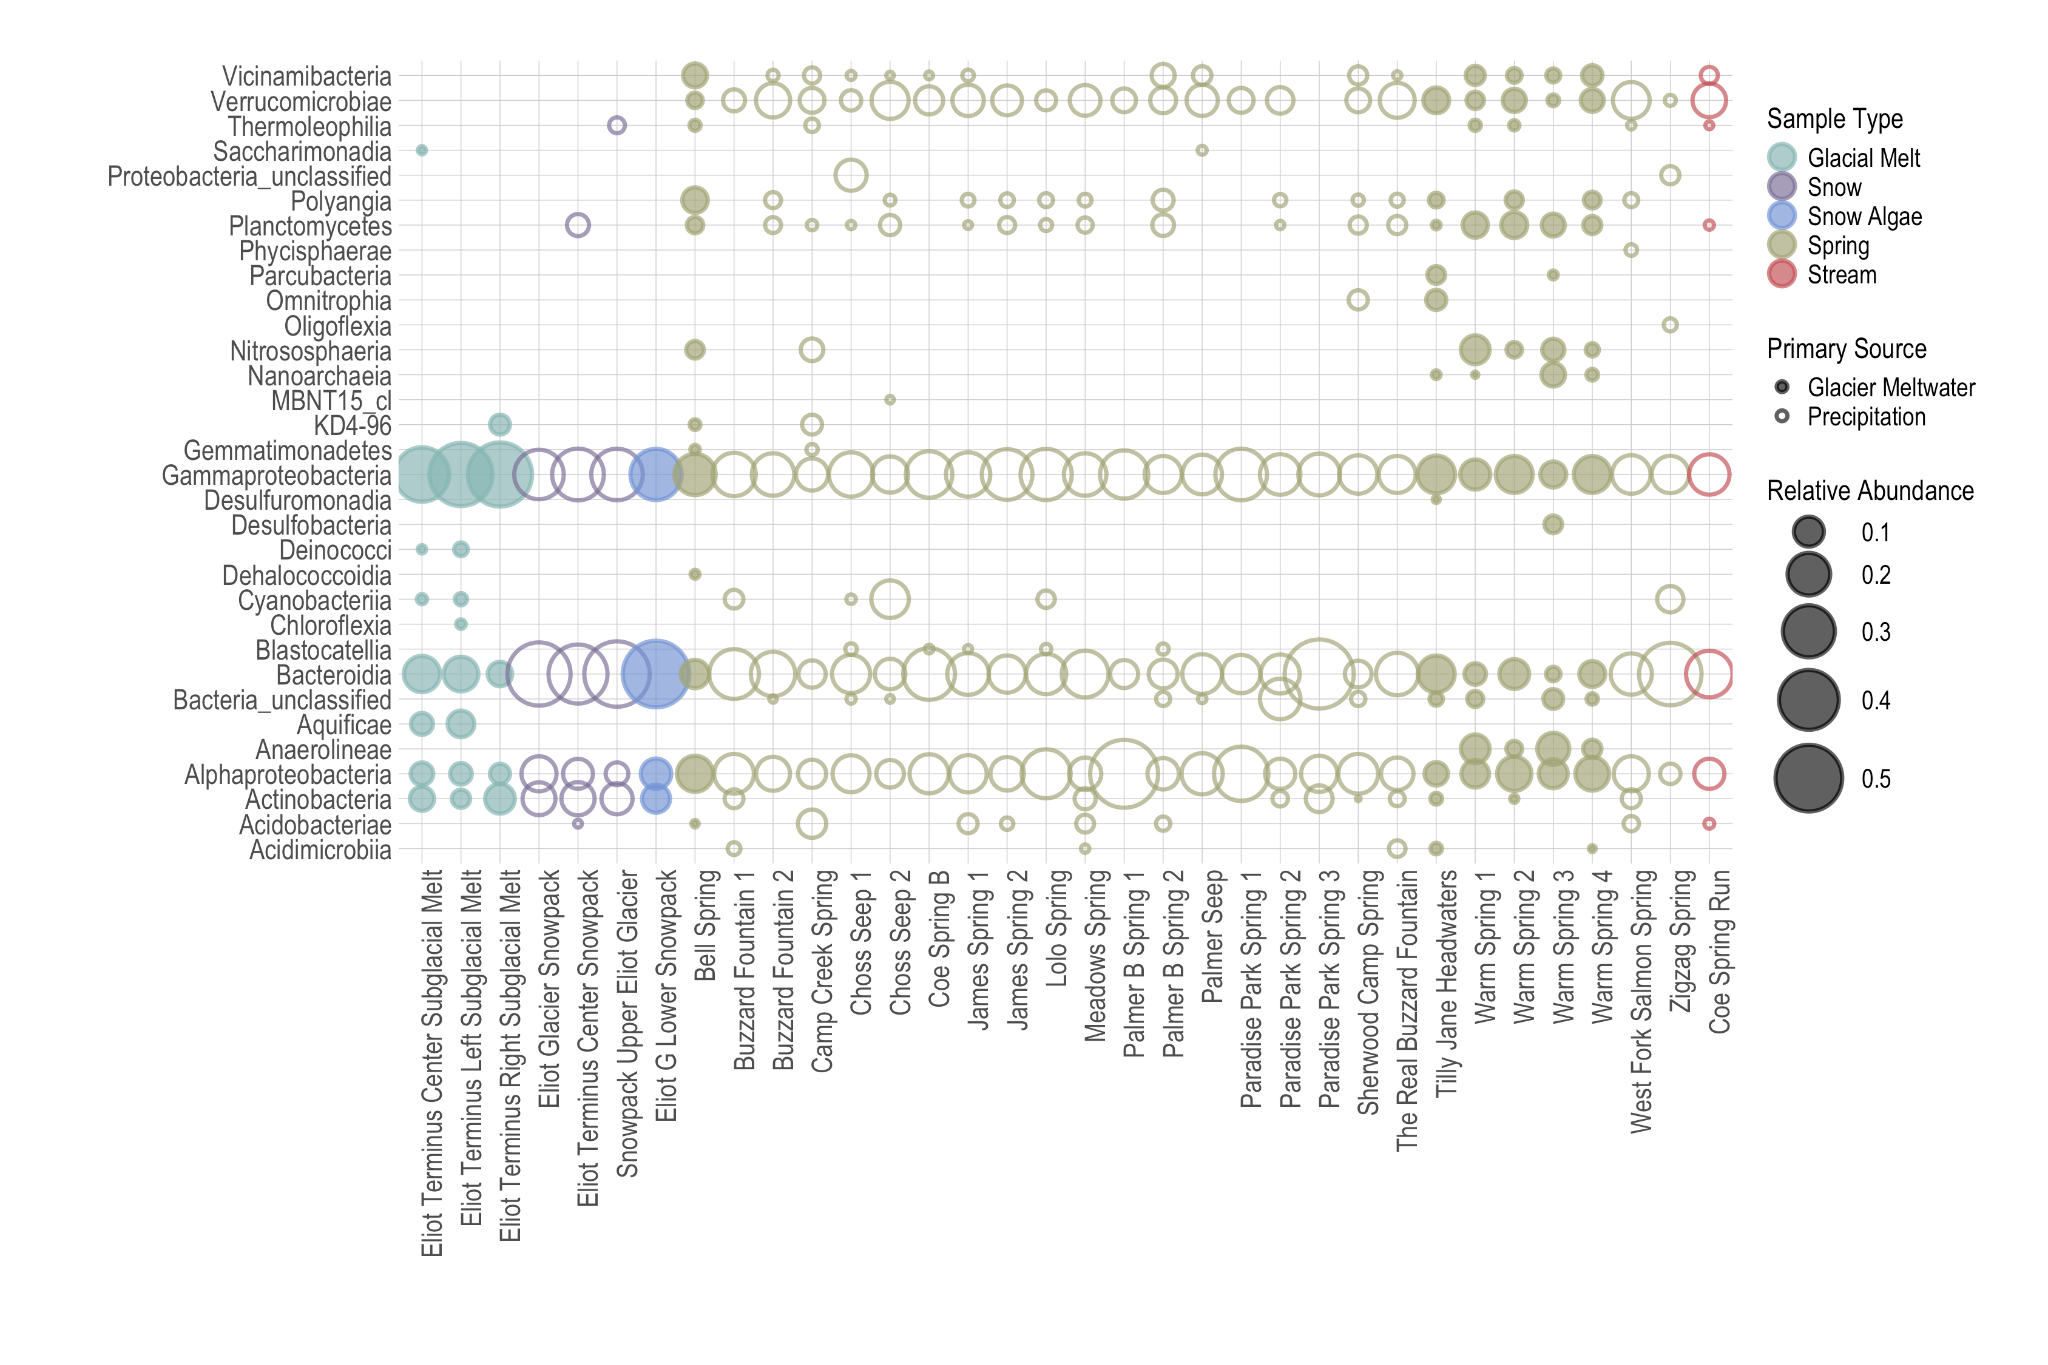 Vicinamibacteria
Verrucomicrobiae
Thermoleophilia
Saccharimonadia
Proteobacteria_unclassified
Polyangia
Planctomycetes
Phycisphaerae
Parcubacteria
Omnitrophia
Oligoflexia
Nitrososphaeria
Nanoarchaeia
MBNT15_cl
KD4-96
Gemmatimonadetes
Gammaproteobacteria
Desulfuromonadia
Desulfobacteria
Deinococci
Dehalococcoidia
Cyanobacteriia
Chloroflexia
Blastocatellia
Bacteroidia
Bacteria_unclassified
Aquificae
Anaerolineae
Alphaproteobacteria
Actinobacteria
Acidobacteriae
Acidimicrobiia
Eliot Terminus Center Subglacial Melt
Eliot Terminus Left Subglacial Melt
Eliot Terminus Right Subglacial Melt
Eliot Glacier Snowpack
Eliot Terminus Center Snowpack
Snowpack Upper Eliot Glacier
Eliot G Lower Snowpack
Bell Spring
Buzzard Fountain 1
Buzzard Fountain 2
Camp Creek Spring
Choss Seep 1
Choss Seep 2
Coe Spring B
James Spring 1
James Spring 2
Lolo Spring
Meadows Spring
Palmer B Spring 1
Palmer B Spring 2
Palmer Seep
Paradise Park Spring 1
Paradise Park Spring 2
Paradise Park Spring 3
Sherwood Camp Spring
The Real Buzzard Fountain
Tilly Jane Headwaters
Warm Spring 1
Warm Spring 2
Warm Spring 3
Warm Spring 4
West Fork Salmon Spring
Zigzag Spring
Coe Spring Run
Sample Type
Glacial Melt
Snow
Snow Algae
Spring
Stream
Primary Source
Glacier Meltwater
Precipitation
Relative Abundance
0.1
0.2
0.3
0.4
0.5